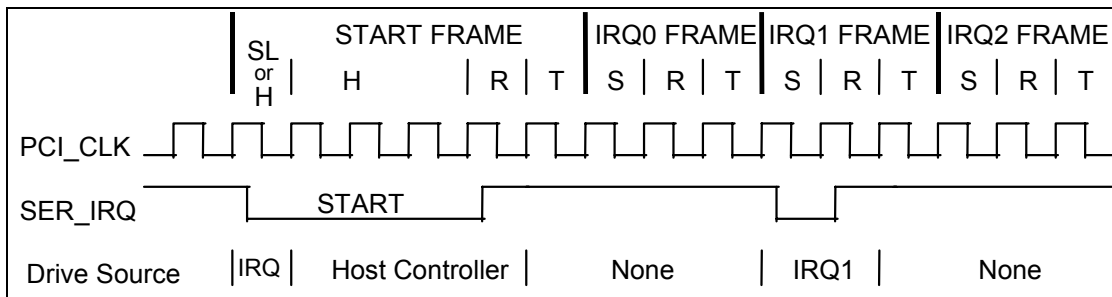 START FRAME IRQ0 FRAME IRQ1 FRAME IRQ2 FRAME
SL
or
H
H R T S R T S R T S R T
PCI_CLK
SER_IRQ START
Drive Source IRQ Host Controller None IRQ1 None